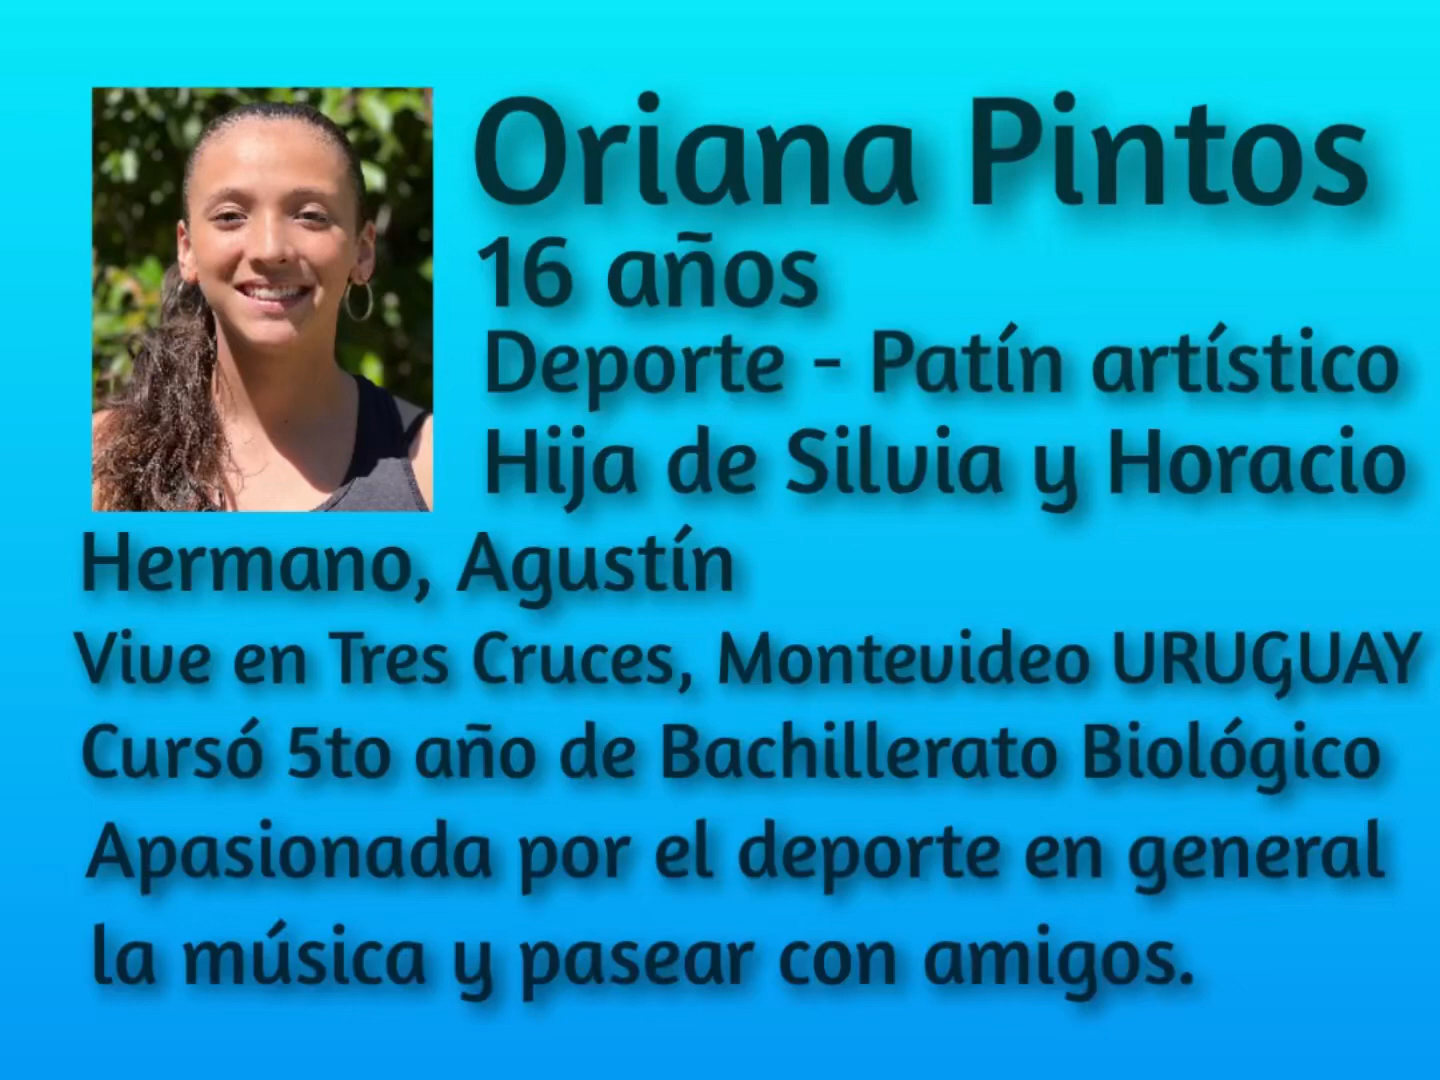 Oriana Pintos
16 años
Deporte - Patín artístico
Hija de Silvia y Horacio
Hermano, Agustín
Vive en Tres Cruces, Montevideo URUGUAY
Cursó 5to año de Bachillerato Biológico
Apasionada por el deporte en general
la música y pasear con amigos.